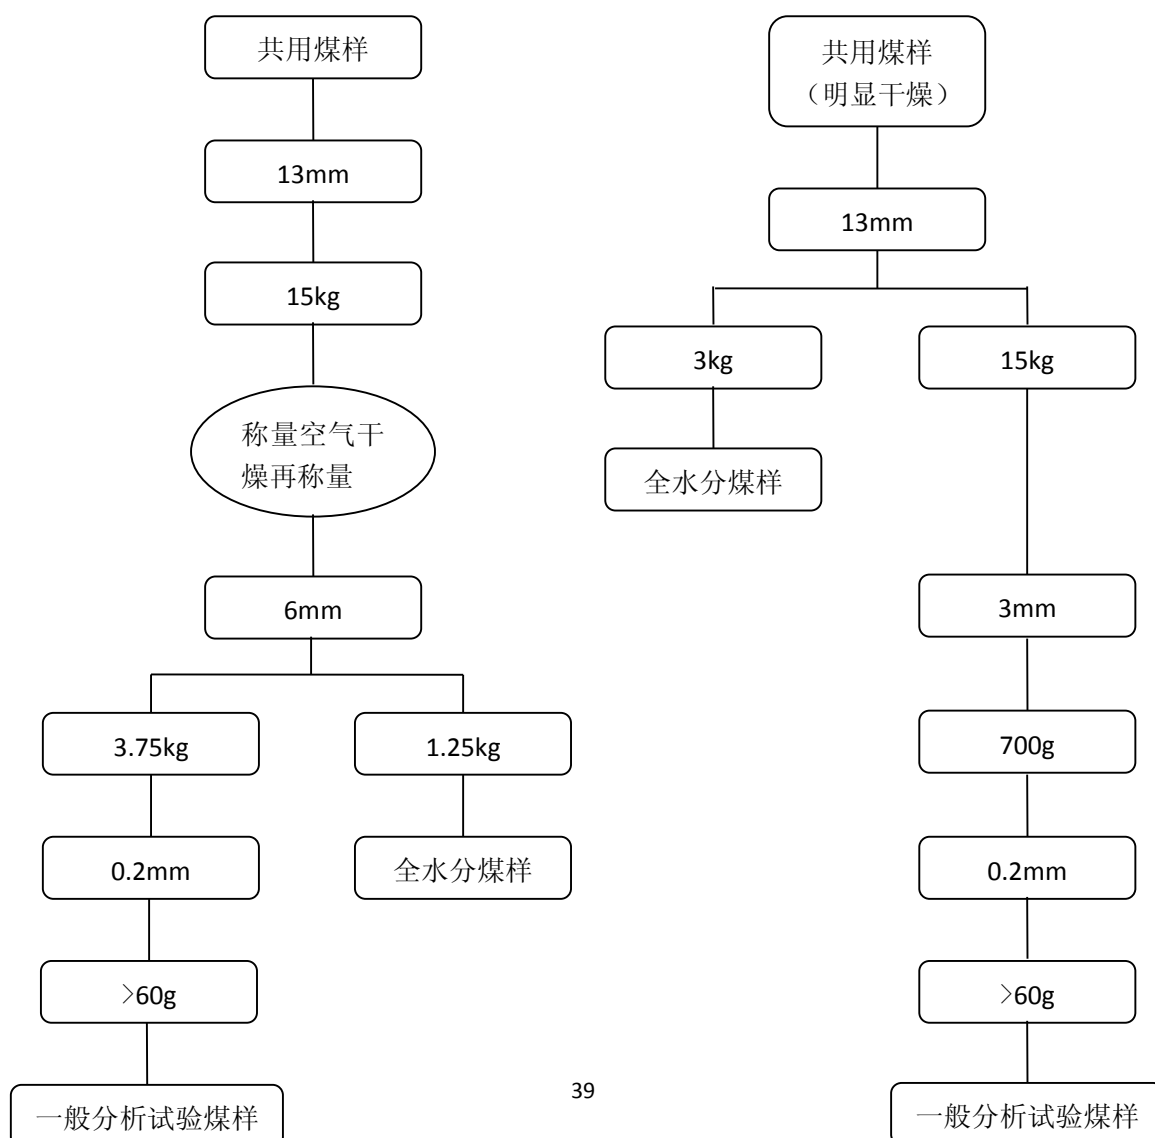 共用煤样
13mm
15kg
称量空气干
燥再称量
6mm
3.75kg
1.25kg
0.2mm
全水分煤样
>60g
一般分析试验煤样
共用煤样
（明显干燥）
13mm
3kg
15kg
全水分煤样
3mm
700g
0.2mm
>60g
一般分析试验煤样
39